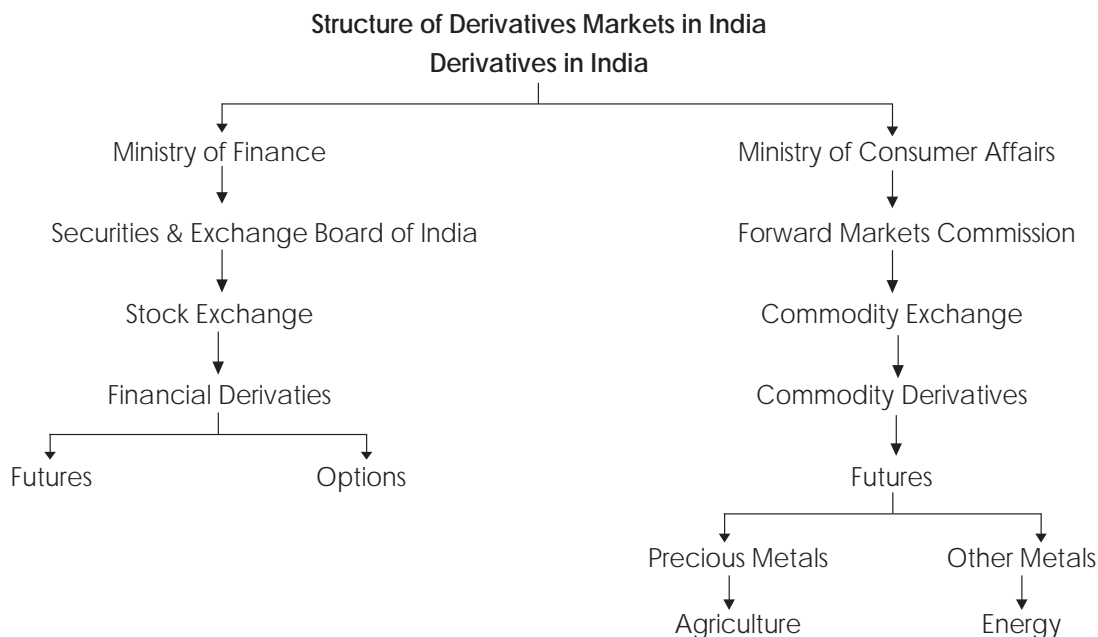 Structure of Derivatives Markets in India
Derivatives in India
Ministry of Finance
Ministry of Consumer Affairs
Securities & Exchange Board of India
Forward Markets Commission
Stock Exchange
Commodity Exchange
Financial Derivaties
Commodity Derivatives
Futures
Options
Futures
Precious Metals
Other Metals
Agriculture
Energy